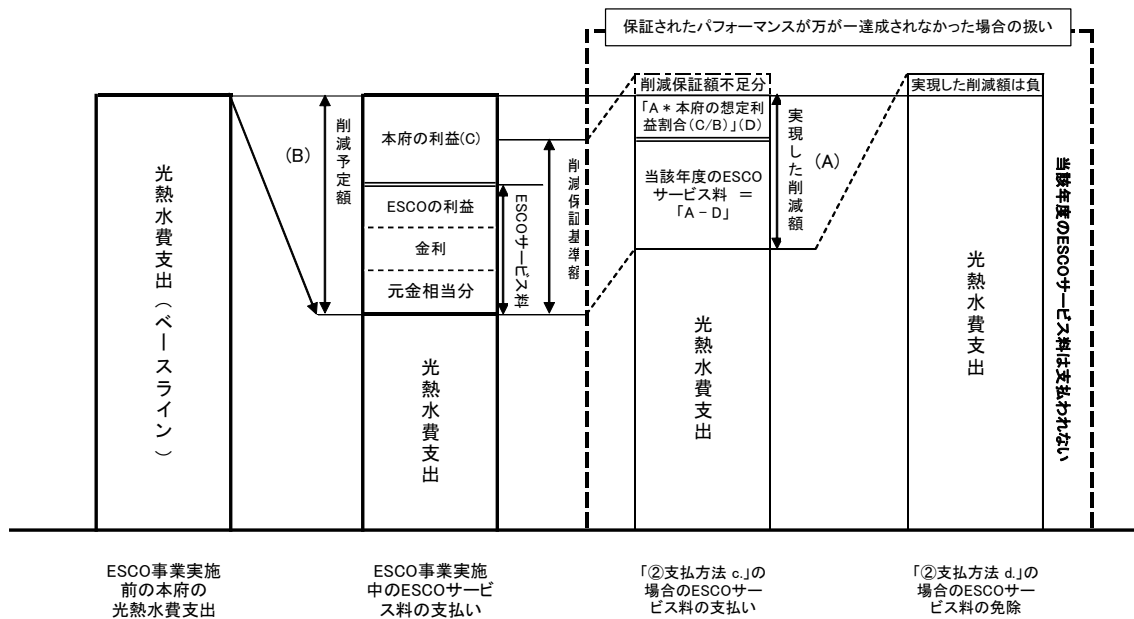 保証されたパフォーマンスが万が一達成されなかった場合の扱い
光熱水費支出(ベースライン)
(B)
削減予定額
本府の利益(C)
ESCOの利益
金利
元金相当分
光熱水費支出
ESCOサービス料
削減保証基準額
削減保証額不足分
「A＊本府の想定利
益割合(C/B)」(D)
当該年度のESCO
サービス料 ＝
「A－D」
光熱水費支出
実現した削減額
(A)
実現した削減額は負
光熱水費支出
当該年度のESCOサービス料は支払われない
ESCO事業実施
前の本府の
光熱水費支出
ESCO事業実施
中のESCOサービ
ス料の支払い
「②支払方法 c.」の
場合のESCOサー
ビス料の支払い
「②支払方法 d.」の
場合のESCOサー
ビス料の免除